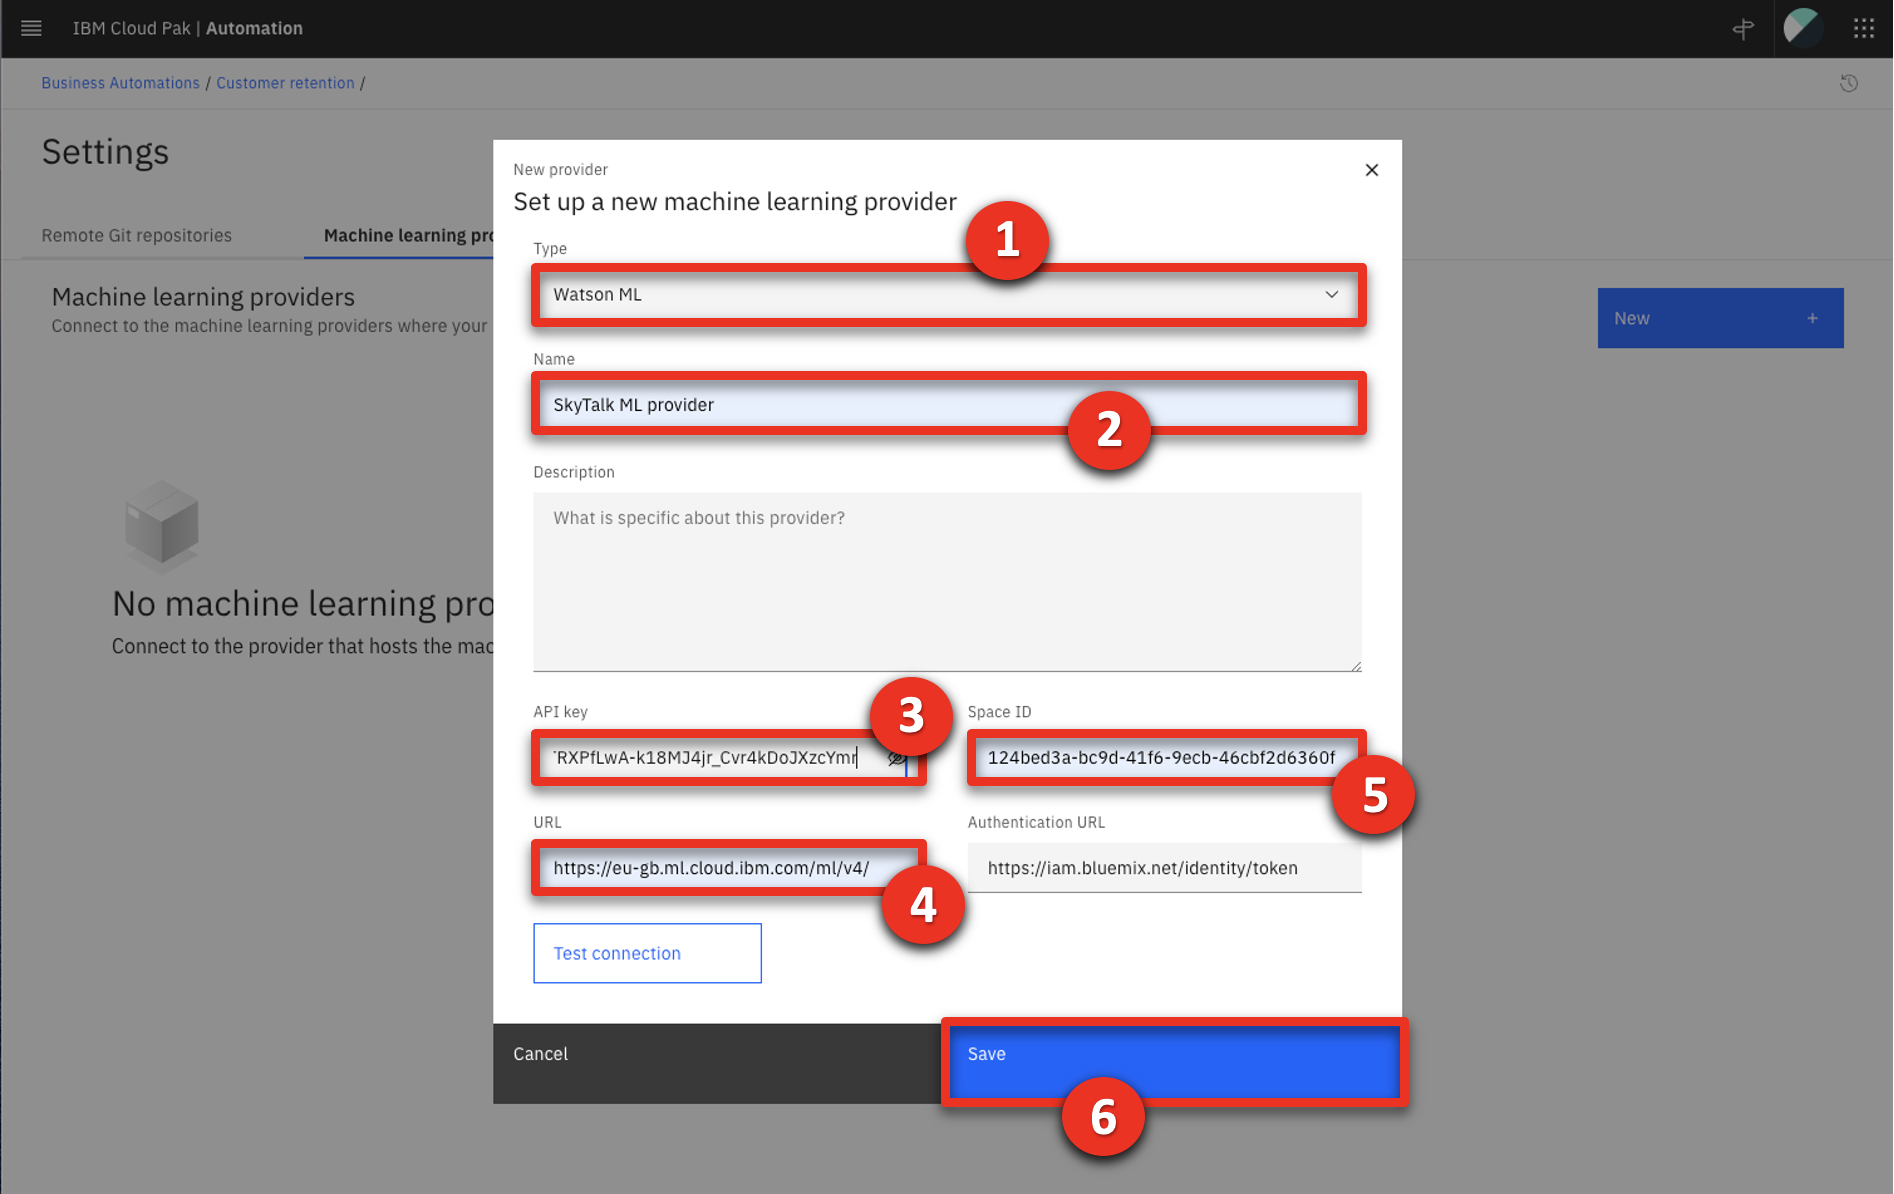 IBM Cloud Pak | Automation
Business Automations / Customer retention /
Settings
Remote Git repositories
Machine learning
Machine learning providers
Connect to the machine learning providers where your
New +
No machine learning
Connect to the provider that hosts the
New provider
Set up a new machine learning provider
1
Type
Watson ML
Name
SkyTalk ML provider
2
Description
What is specific about this provider?
API key
3
RXPfLwA-k18MJ4jr_Cvr4kDoJXzcYmr
Space ID
124bed3a-bc9d-41f6-9ecb-46cbf2d6360f
5
URL
https://eu-gb.ml.cloud.ibm.com/ml/v4/
4
Authentication URL
https://iam.bluemix.net/identity/token
Test connection
Cancel
Save
6